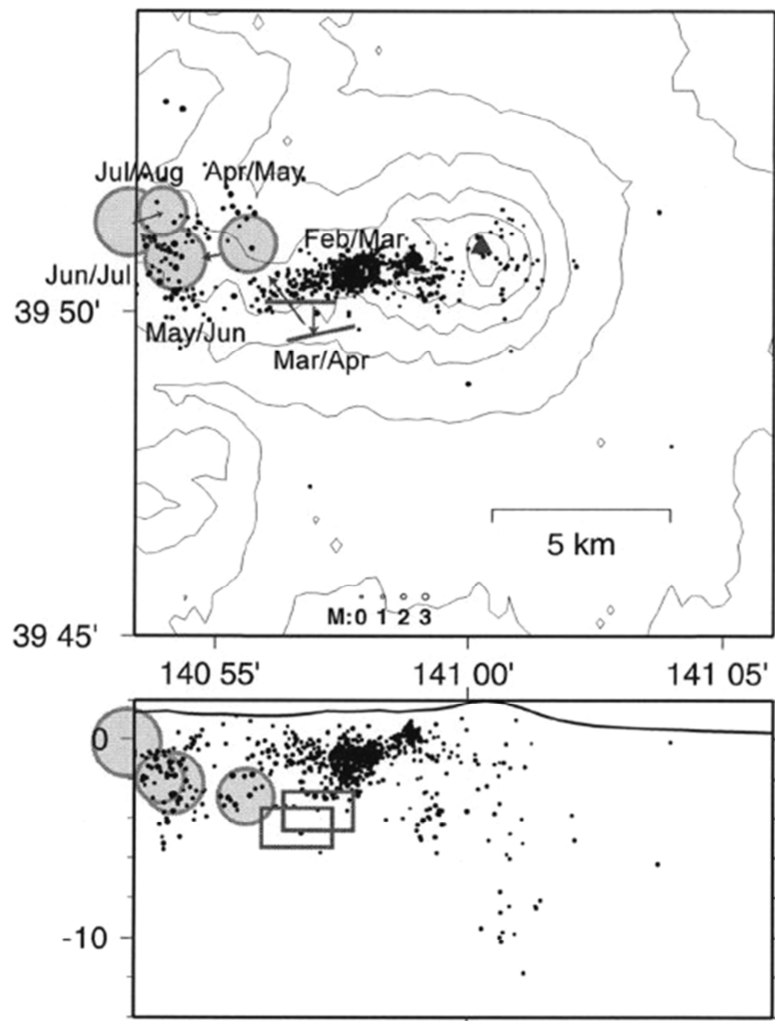 Jul/Aug Apr/May
Feb/Mar
Jun/Jul
39 50'
May/Jun
Mar/Apr
5 km
M:0 1 2 3
39 45'
140 55' 141 00' 141 05'
0
-10